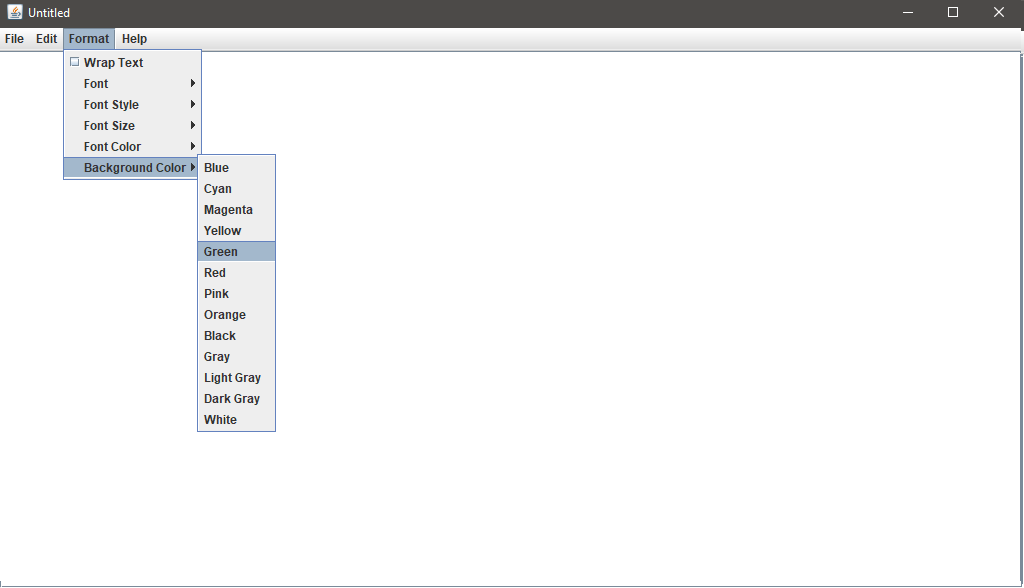 Untitled
File Edit Format Help
Wrap Text
Font
Font Style
Font Size
Font Color
Background Color
Blue
Cyan
Magenta
Yellow
Green
Red
Pink
Orange
Black
Gray
Light Gray
Dark Gray
White